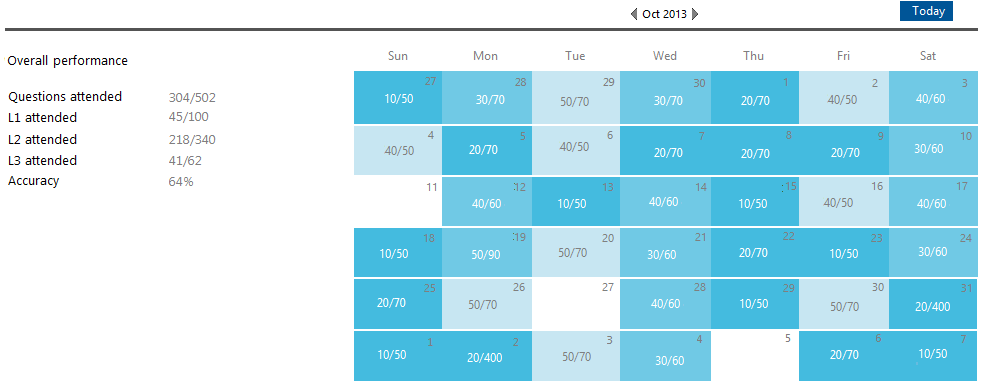 Oct 2013 Today
Overall performance
Questions attended 304/502
L1 attended 45/100
L2 attended 218/340
L3 attended 41/62
Accuracy 64%
Sun Mon Tue Wed Thu Fri Sat
27 28 29 30 1 2 3
10/50 30/70 50/70 30/70 20/70 40/50 40/60
4 5 6 7 8 9 10
40/50 20/70 40/50 20/70 20/70 20/70 30/60
11 :12 13 14 :15 16 17
40/60 10/50 40/60 10/50 40/50 40/60
18 :19 20 21 22 23 24
10/50 50/90 50/70 30/60 20/70 10/50 30/60
25 26 27 28 29 30 31
20/70 50/70 40/60 10/50 50/70 20/400
1 2 3 4 5 6 7
10/50 20/400 50/70 30/60 20/70 10/50